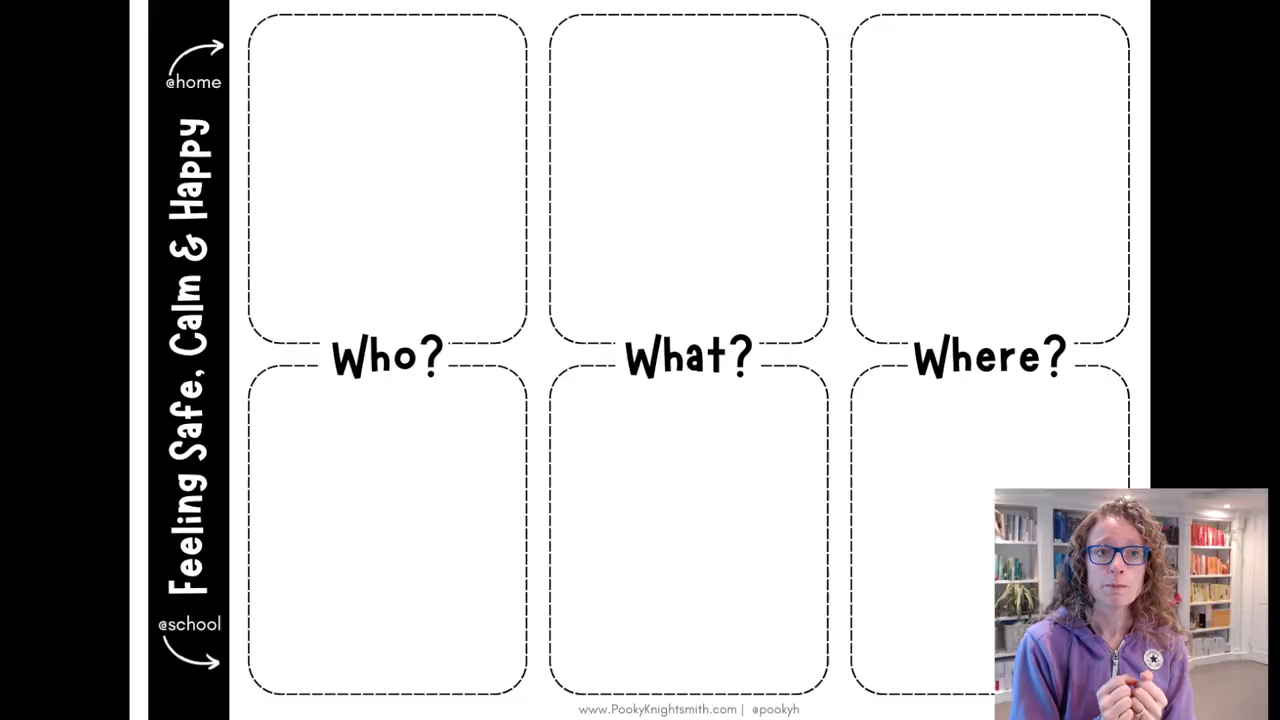 @home
Feeling Safe, Calm & Happy
@school
Who?
What?
Where?
www.PookyKnightsmith.com | @pookyh